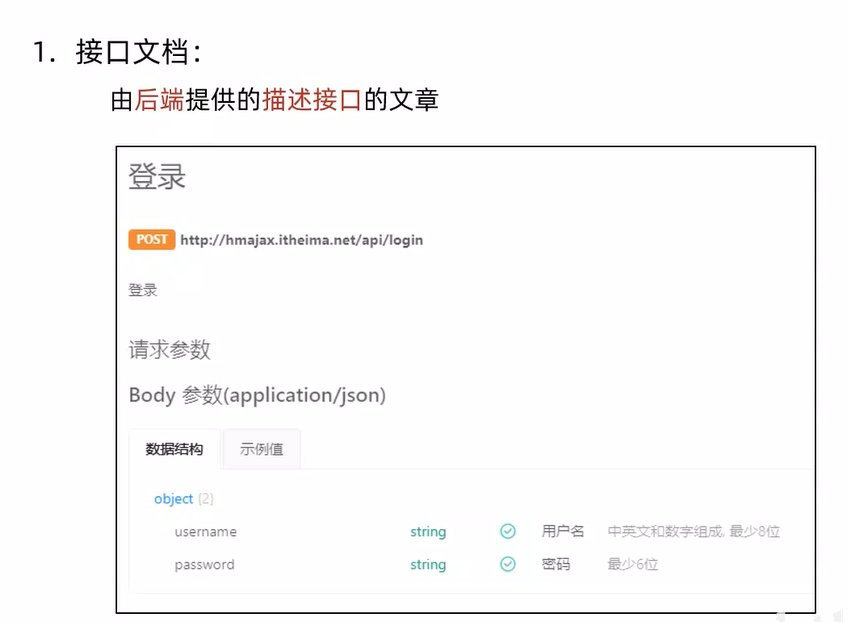 1. 接口文档：
由后端提供的描述接口的文章
登录
POST http://hmajax.itheima.net/api/login
登录
请求参数
Body 参数(application/json)
数据结构 示例值
object {2}
username string 用户名 中英文和数字组成, 最少8位
password string 密码 最少6位